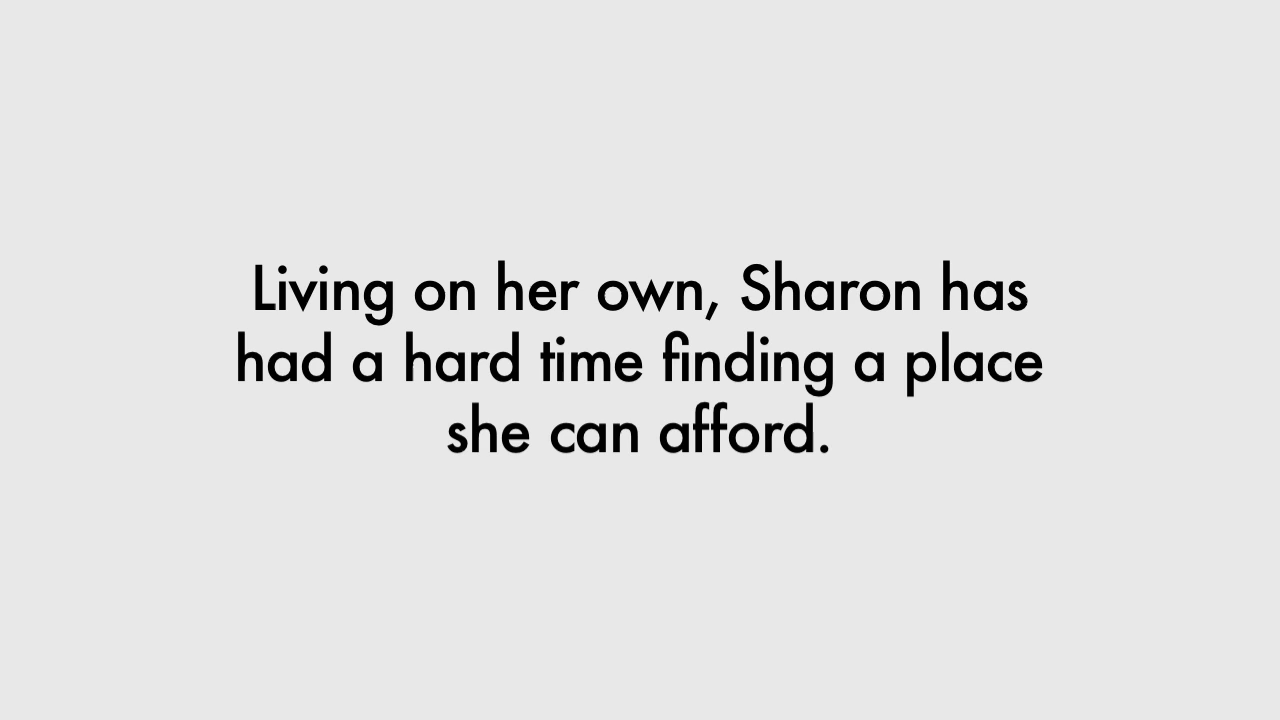 Living on her own, Sharon has
had a hard time finding a place
she can afford.